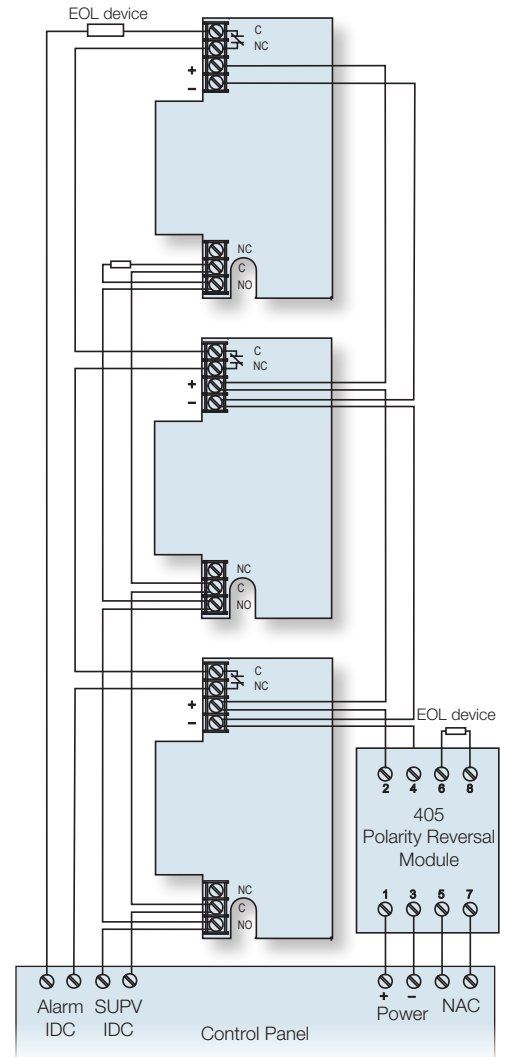 EOL device
C
NC
+
−
NC
C
NO
C
NC
+
−
NC
C
NO
C
NC
+
−
EOL device
2 4 6 8
405
Polarity Reversal
Module
1 3 5 7
NC
C
NO
+ −
Alarm IDC
SUPV IDC
Power
NAC
Control Panel